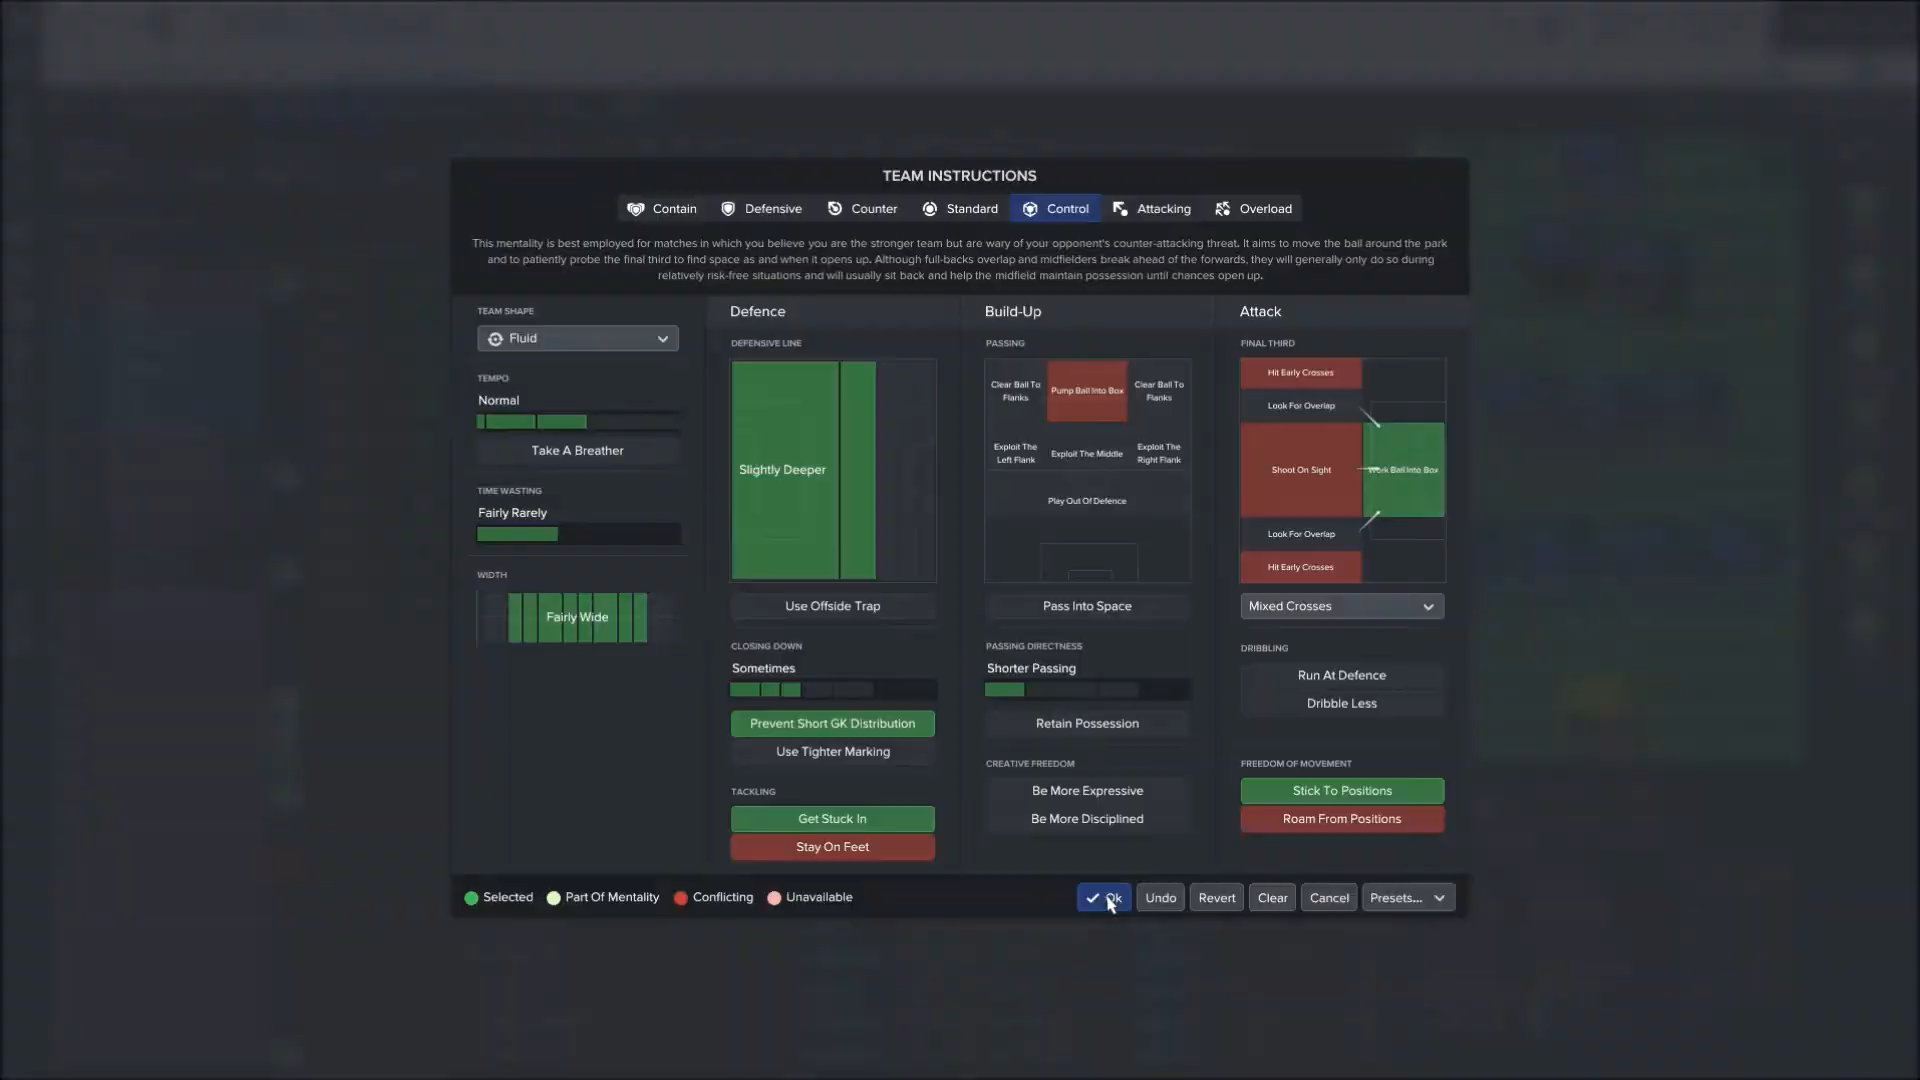 TEAM INSTRUCTIONS
Contain Defensive Counter Standard Control Attacking Overload
This mentality is best employed for matches in which you believe you are the stronger team but are wary of your opponent's counter-attacking threat. It aims to move the ball around the park
and to patiently probe the final third to find space as and when it opens up. Although full-backs overlap and midfielders break ahead of the forwards, they will generally only do so during
relatively risk-free situations and will usually sit back and help the midfield maintain possession until chances open up.
TEAM SHAPE
Fluid
TEMPO
Normal
Take A Breather
TIME WASTING
Fairly Rarely
WIDTH
Fairly Wide
Defence
DEFENSIVE LINE
Slightly Deeper
Use Offside Trap
CLOSING DOWN
Sometimes
Prevent Short GK Distribution
Use Tighter Marking
TACKLING
Get Stuck In
Stay On Feet
Build-Up
PASSING
Clear Ball To
Flanks
Pump Ball Into Box
Clear Ball To
Flanks
Exploit The
Left Flank
Exploit The Middle
Exploit The
Right Flank
Play Out Of Defence
Pass Into Space
PASSING DIRECTNESS
Shorter Passing
Retain Possession
CREATIVE FREEDOM
Be More Expressive
Be More Disciplined
Attack
FINAL THIRD
Hit Early Crosses
Look For Overlap
Shoot On Sight
Work Ball Into Box
Look For Overlap
Hit Early Crosses
Mixed Crosses
DRIBBLING
Run At Defence
Dribble Less
FREEDOM OF MOVEMENT
Stick To Positions
Roam From Positions
Selected Part Of Mentality Conflicting Unavailable
Ok Undo Revert Clear Cancel Presets...